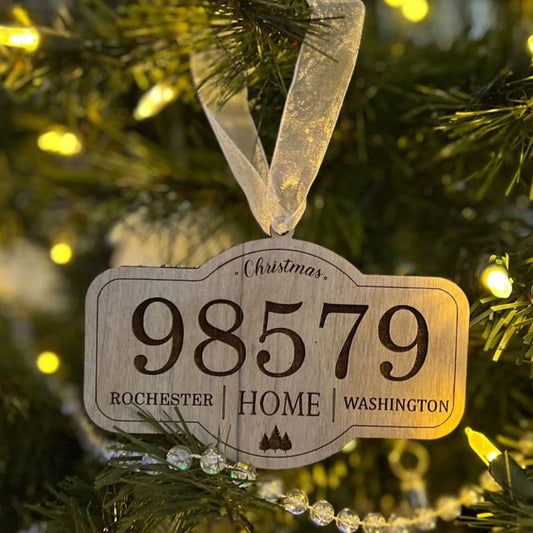 Christmas
98579
ROCHESTER | HOME | WASHINGTON